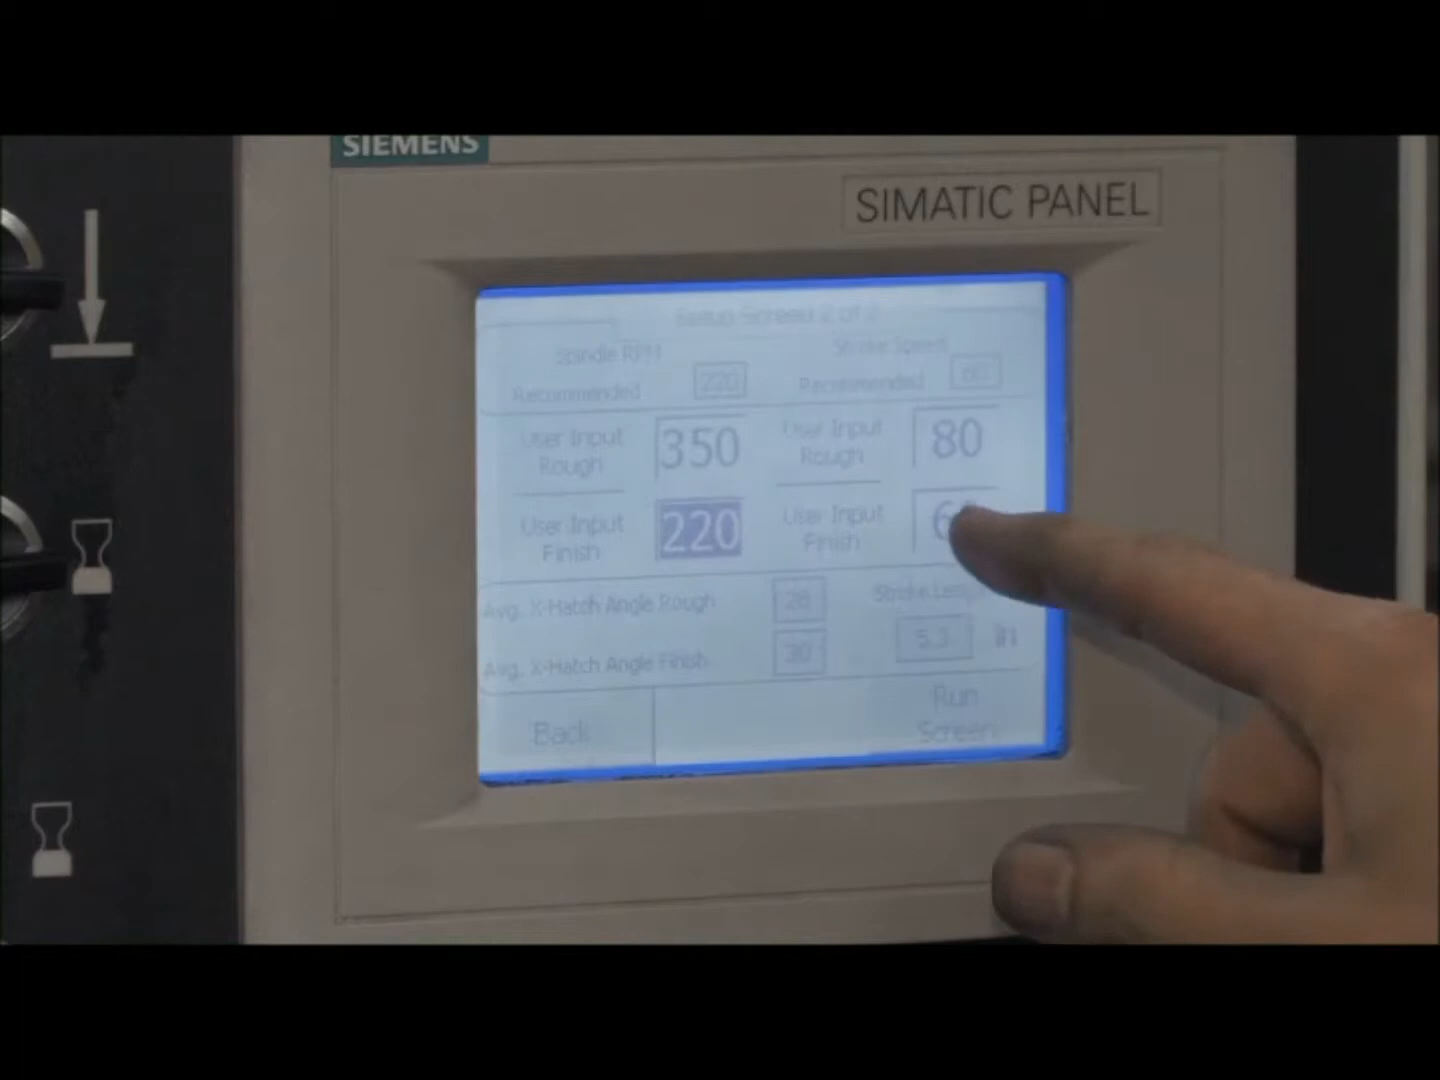 SIEMENS
SIMATIC PANEL
Setup Screen 2 of 2
Spindle RPM
Stroke Speed
Recommended 220
Recommended 60
User Input Rough 350
User Input Rough 80
User Input Finish 220
User Input Finish
Avg. X-Hatch Angle Rough 28
Stroke
5.3 in
Avg. X-Hatch Angle Finish 30
Back
Run Screen